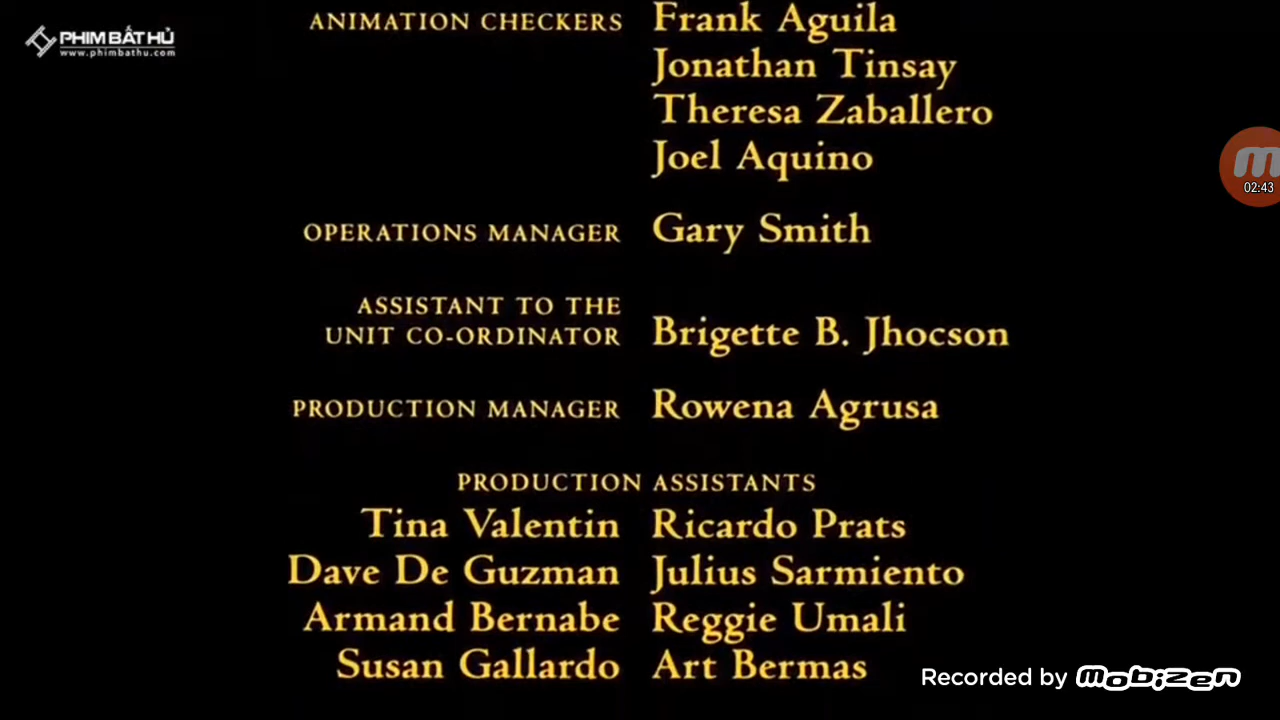 PHIM BẤT HỦ
www.phimbathu.com
ANIMATION CHECKERS Frank Aguila
Jonathan Tinsay
Theresa Zaballero
Joel Aquino
02:43
OPERATIONS MANAGER Gary Smith
ASSISTANT TO THE
UNIT CO-ORDINATOR Brigette B. Jhocson
PRODUCTION MANAGER Rowena Agrusa
PRODUCTION ASSISTANTS
Tina Valentin Ricardo Prats
Dave De Guzman Julius Sarmiento
Armand Bernabe Reggie Umali
Susan Gallardo Art Bermas
Recorded by mobizen